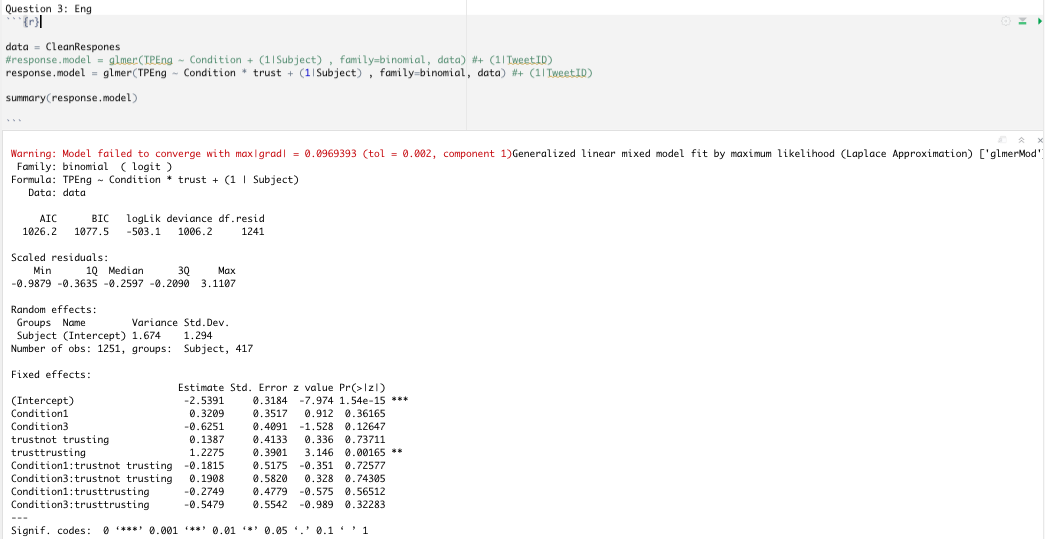 Question 3: Eng
```{r}
data = CleanRespones
#response.model = glmer(TPEng ~ Condition + (1|Subject) , family=binomial, data) #+ (1|TweetID)
response.model = glmer(TPEng ~ Condition * trust + (1|Subject) , family=binomial, data) #+ (1|TweetID)
summary(response.model)
```
Warning: Model failed to converge with max|grad| = 0.0969393 (tol = 0.002, component 1)Generalized linear mixed model fit by maximum likelihood (Laplace Approximation) ['glmerMod']
 Family: binomial  ( logit )
Formula: TPEng ~ Condition * trust + (1 | Subject)
   Data: data
     AIC      BIC   logLik deviance df.resid
  1026.2   1077.5   -503.1   1006.2     1241
Scaled residuals:
    Min      1Q  Median      3Q     Max
-0.9879 -0.3635 -0.2597 -0.2090  3.1107
Random effects:
 Groups  Name        Variance Std.Dev.
 Subject (Intercept) 1.674    1.294
Number of obs: 1251, groups:  Subject, 417
Fixed effects:
                              Estimate Std. Error z value Pr(>|z|)
(Intercept)                    -2.5391     0.3184  -7.974 1.54e-15 ***
Condition1                      0.3209     0.3517   0.912  0.36165
Condition3                     -0.6251     0.4091  -1.528  0.12647
trustnot trusting               0.1387     0.4133   0.336  0.73711
trusttrusting                   1.2275     0.3901   3.146  0.00165 **
Condition1:trustnot trusting   -0.1815     0.5175  -0.351  0.72577
Condition3:trustnot trusting    0.1908     0.5820   0.328  0.74305
Condition1:trusttrusting       -0.2749     0.4779  -0.575  0.56512
Condition3:trusttrusting       -0.5479     0.5542  -0.989  0.32283
---
Signif. codes:  0 ‘***’ 0.001 ‘**’ 0.01 ‘*’ 0.05 ‘.’ 0.1 ‘ ’ 1